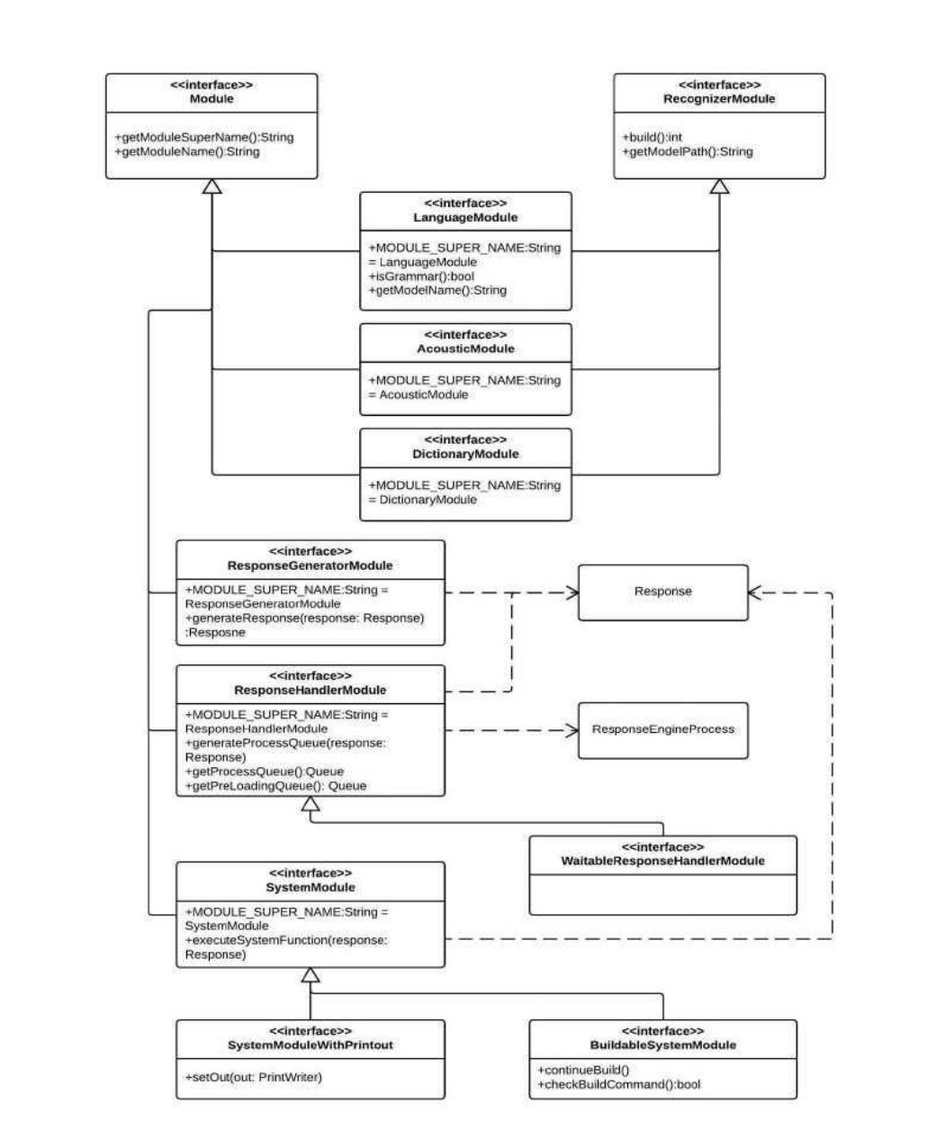 <<interface>>
Module
+getModuleSuperName():String
+getModuleName():String
<<interface>>
RecognizerModule
+build():int
+getModelPath():String
<<interface>>
LanguageModule
+MODULE_SUPER_NAME:String
= LanguageModule
+isGrammar():bool
+getModelName():String
<<interface>>
AcousticModule
+MODULE_SUPER_NAME:String
= AcousticModule
<<interface>>
DictionaryModule
+MODULE_SUPER_NAME:String
= DictionaryModule
<<interface>>
ResponseGeneratorModule
+MODULE_SUPER_NAME:String =
ResponseGeneratorModule
+generateResponse(response: Response)
:Resposne
Response
<<interface>>
ResponseHandlerModule
+MODULE_SUPER_NAME:String =
ResponseHandlerModule
+generateProcessQueue(response:
Response)
+getProcessQueue():Queue
+getPreLoadingQueue(): Queue
ResponseEngineProcess
<<interface>>
WaitableResponseHandlerModule
<<interface>>
SystemModule
+MODULE_SUPER_NAME:String =
SystemModule
+executeSystemFunction(response:
Response)
<<interface>>
SystemModuleWithPrintout
+setOut(out: PrintWriter)
<<interface>>
BuildableSystemModule
+continueBuild()
+checkBuildCommand():bool